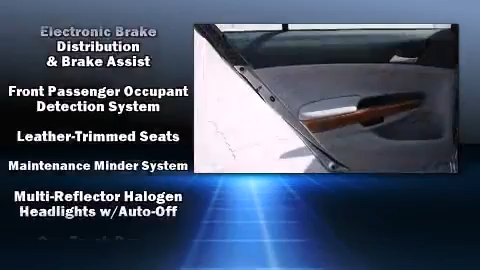 Electronic Brake
Distribution
& Brake Assist
Front Passenger Occupant
Detection System
Leather-Trimmed Seats
Maintenance Minder System
Multi-Reflector Halogen
Headlights w/Auto-Off